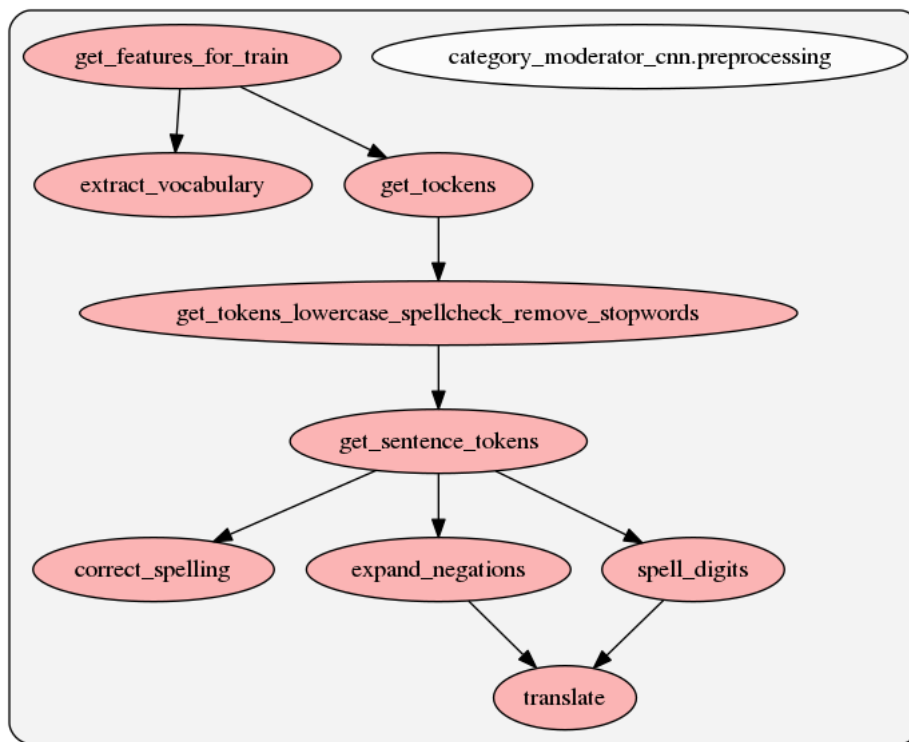 get_features_for_train
category_moderator_cnn.preprocessing
extract_vocabulary
get_tockens
get_tokens_lowercase_spellcheck_remove_stopwords
get_sentence_tokens
correct_spelling
expand_negations
spell_digits
translate